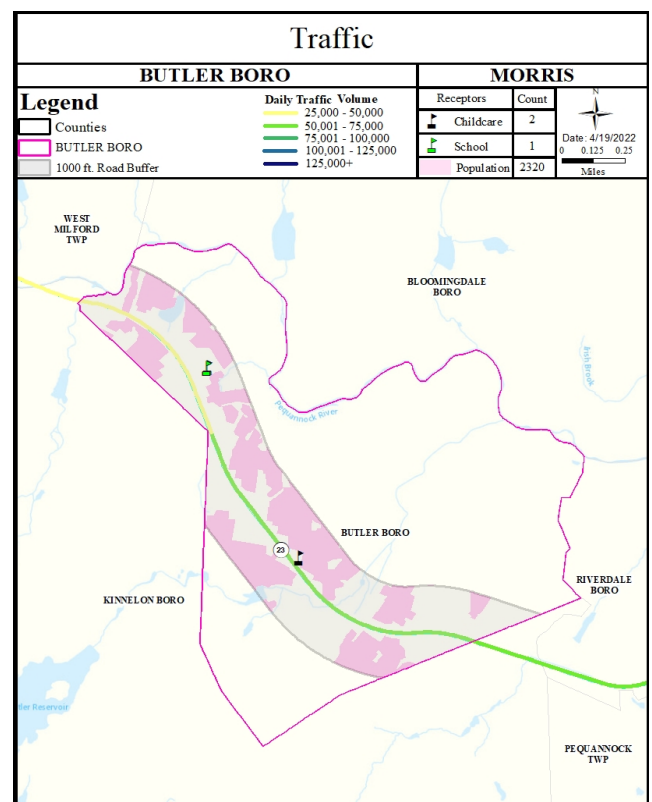 Traffic
BUTLER BORO
MORRIS
Legend
Counties
BUTLER BORO
1000 ft. Road Buffer
Daily Traffic Volume
25,000 - 50,000
50,001 - 75,000
75,001 - 100,000
100,001 - 125,000
125,000+
Receptors Count
Childcare 2
School 1
Population 2320
N
Date: 4/19/2022
0 0.125 0.25
Miles
WEST
MILFORD
TWP
BLOOMINGDALE
BORO
Irish Brook
Pequannock River
BUTLER BORO
23
KINNELON BORO
RIVERDALE
BORO
Reservoir
PEQUANNOCK
TWP